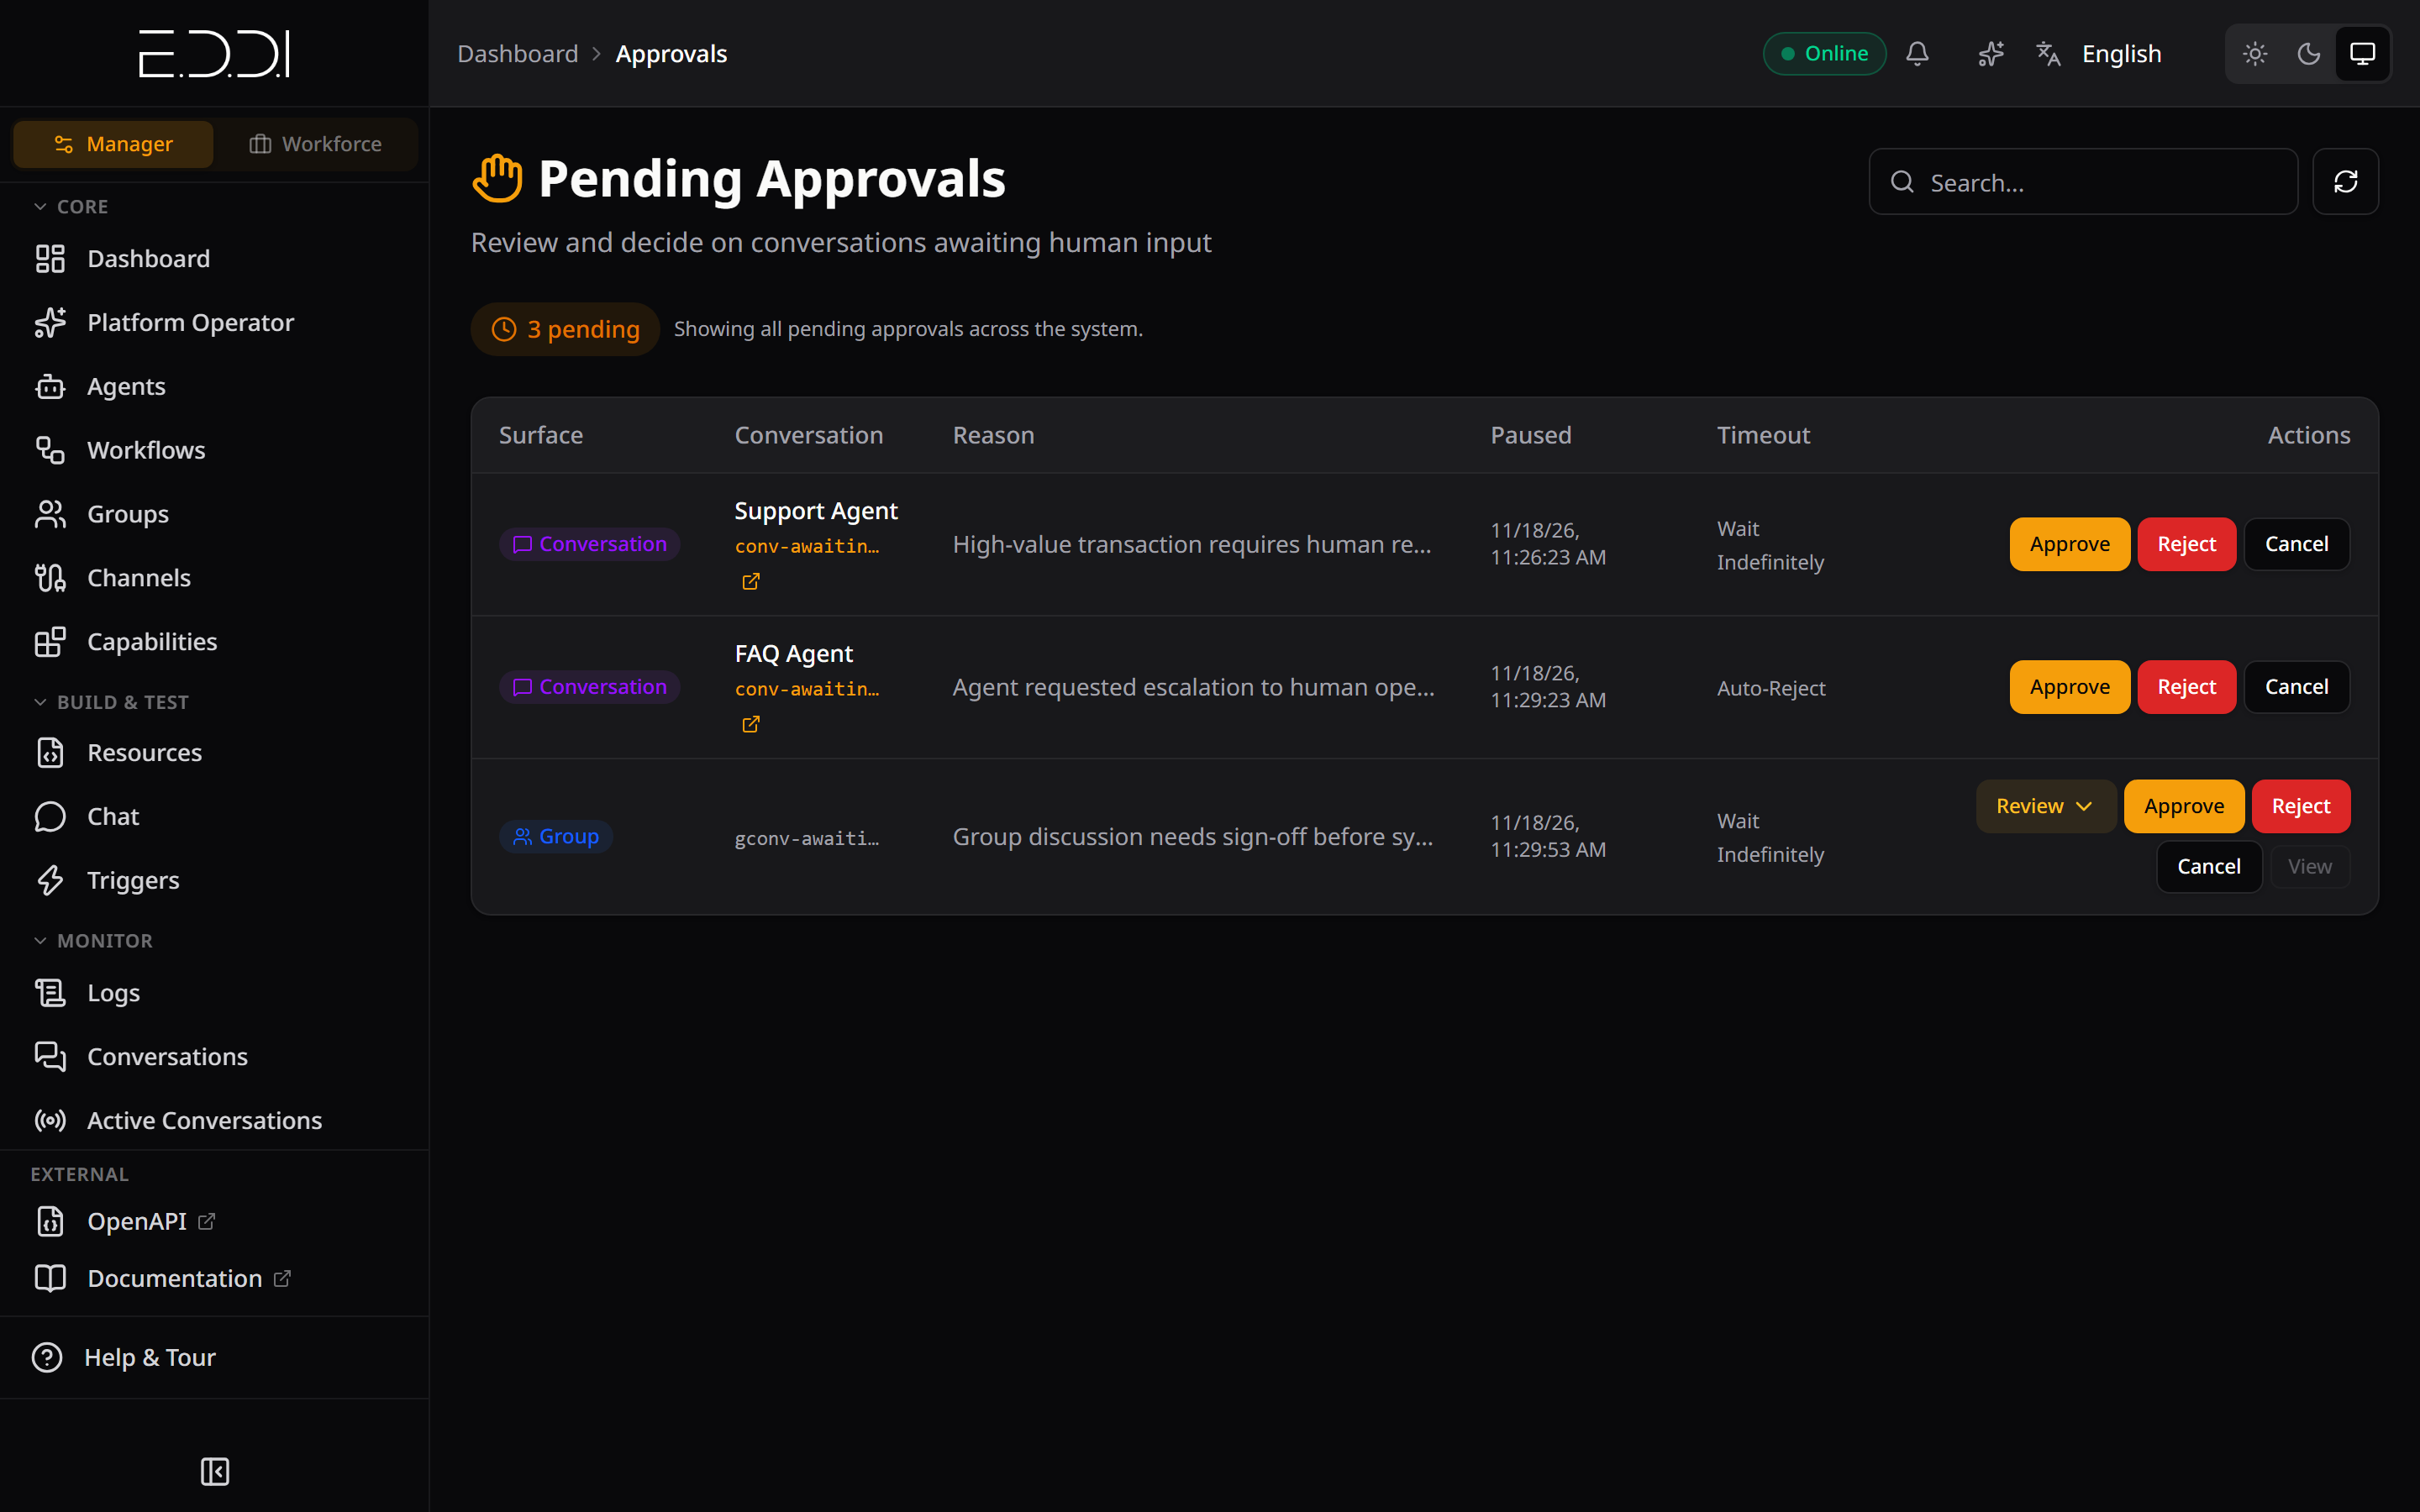 E.D.D.I
Dashboard > Approvals
Online
English
Manager
Workforce
CORE
Dashboard
Platform Operator
Agents
Workflows
Groups
Channels
Capabilities
BUILD & TEST
Resources
Chat
Triggers
MONITOR
Logs
Conversations
Active Conversations
EXTERNAL
OpenAPI
Documentation
Help & Tour
Pending Approvals
Search...
Review and decide on conversations awaiting human input
3 pending
Showing all pending approvals across the system.
Surface Conversation Reason Paused Timeout Actions
Conversation
Support Agent
conv-awaitin…
High-value transaction requires human re...
11/18/26,
11:26:23 AM
Wait
Indefinitely
Approve Reject Cancel
Conversation
FAQ Agent
conv-awaitin…
Agent requested escalation to human ope...
11/18/26,
11:29:23 AM
Auto-Reject
Approve Reject Cancel
Group
gconv-awaiti…
Group discussion needs sign-off before sy...
11/18/26,
11:29:53 AM
Wait
Indefinitely
Review Approve Reject
Cancel View